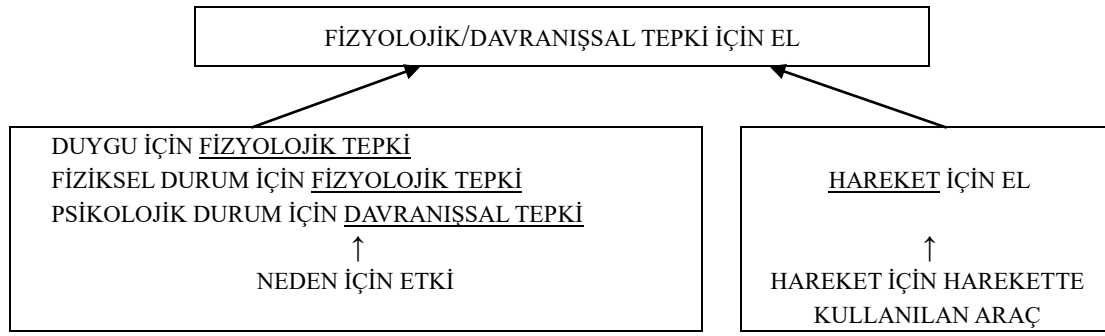 FİZYOLOJİK/DAVRANIŞSAL TEPKİ İÇİN EL
DUYGU İÇİN FİZYOLOJİK TEPKİ
FİZİKSEL DURUM İÇİN FİZYOLOJİK TEPKİ
PSİKOLOJİK DURUM İÇİN DAVRANIŞSAL TEPKİ
↑
NEDEN İÇİN ETKİ
HAREKET İÇİN EL
↑
HAREKET İÇİN HAREKETTE
KULLANILAN ARAÇ